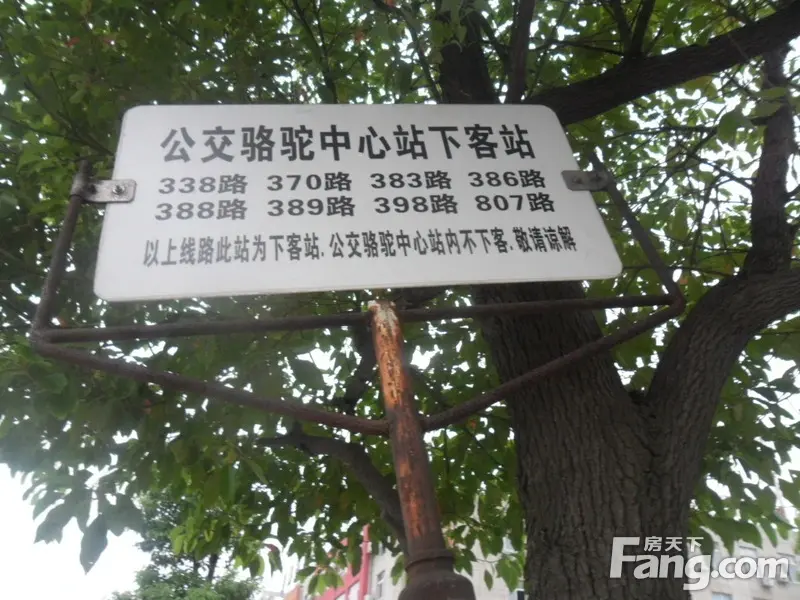 公交骆驼中心站下客站
338路 370路 383路 386路
388路 389路 398路 807路
以上线路此站为下客站.公交骆驼中心站内不下客.敬请谅解
房天下
Fang.com